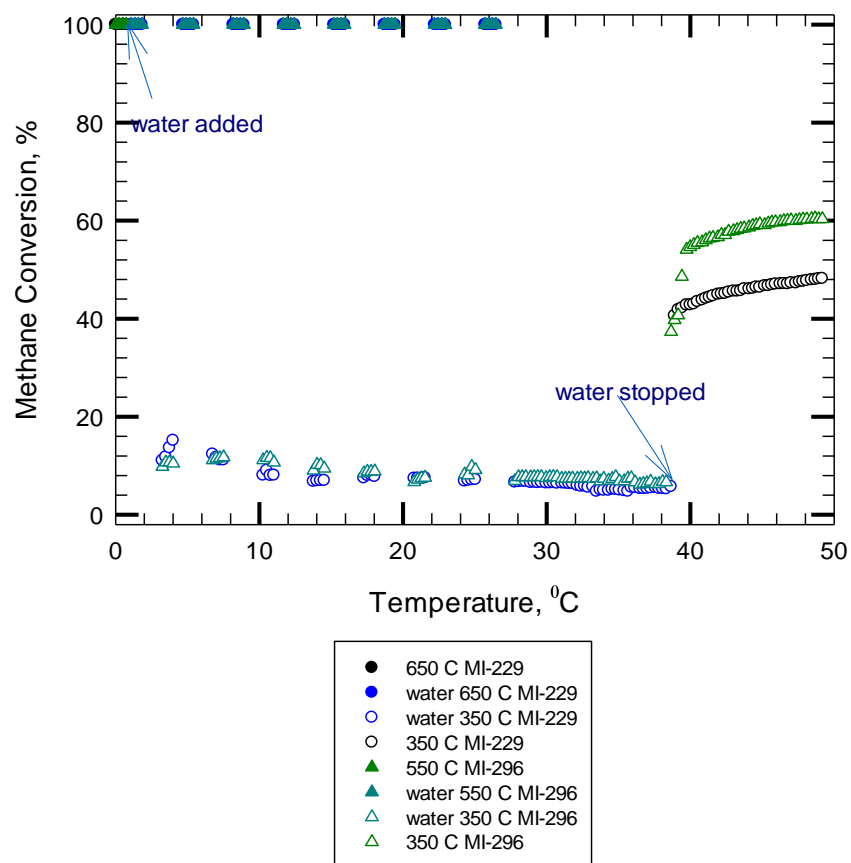 100
80
60
40
20
0
Methane Conversion, %
water added
water stopped
0 10 20 30 40 50
Temperature, ⁰C
650 C MI-229
water 650 C MI-229
water 350 C MI-229
350 C MI-229
550 C MI-296
water 550 C MI-296
water 350 C MI-296
350 C MI-296